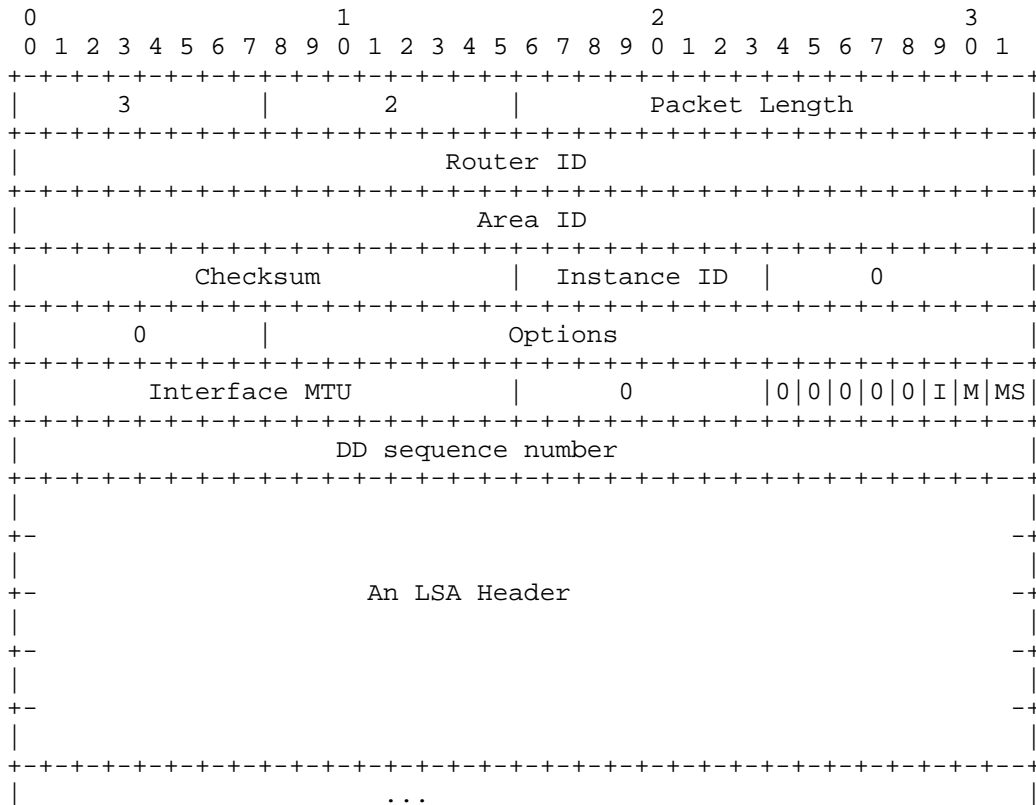 0                   1                   2                   3
0 1 2 3 4 5 6 7 8 9 0 1 2 3 4 5 6 7 8 9 0 1 2 3 4 5 6 7 8 9 0 1
+-+-+-+-+-+-+-+-+-+-+-+-+-+-+-+-+-+-+-+-+-+-+-+-+-+-+-+-+-+-+-+--+
|       3       |       2       |        Packet Length           |
+-+-+-+-+-+-+-+-+-+-+-+-+-+-+-+-+-+-+-+-+-+-+-+-+-+-+-+-+-+-+-+--+
|                           Router ID                            |
+-+-+-+-+-+-+-+-+-+-+-+-+-+-+-+-+-+-+-+-+-+-+-+-+-+-+-+-+-+-+-+--+
|                             Area ID                            |
+-+-+-+-+-+-+-+-+-+-+-+-+-+-+-+-+-+-+-+-+-+-+-+-+-+-+-+-+-+-+-+--+
|           Checksum            |  Instance ID  |      0         |
+-+-+-+-+-+-+-+-+-+-+-+-+-+-+-+-+-+-+-+-+-+-+-+-+-+-+-+-+-+-+-+--+
|       0       |               Options                          |
+-+-+-+-+-+-+-+-+-+-+-+-+-+-+-+-+-+-+-+-+-+-+-+-+-+-+-+-+-+-+-+--+
|        Interface MTU          |      0        |0|0|0|0|0|I|M|MS|
+-+-+-+-+-+-+-+-+-+-+-+-+-+-+-+-+-+-+-+-+-+-+-+-+-+-+-+-+-+-+-+--+
|                    DD sequence number                          |
+-+-+-+-+-+-+-+-+-+-+-+-+-+-+-+-+-+-+-+-+-+-+-+-+-+-+-+-+-+-+-+--+
|                                                                |
+-                                                              -+
|                                                                |
+-                     An LSA Header                            -+
|                                                                |
+-                                                              -+
|                                                                |
+-                                                              -+
|                                                                |
+-+-+-+-+-+-+-+-+-+-+-+-+-+-+-+-+-+-+-+-+-+-+-+-+-+-+-+-+-+-+-+--+
|                       ...                                      |